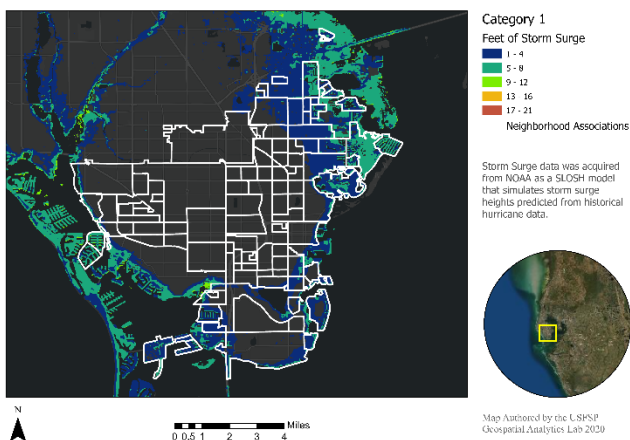 Category 1
Feet of Storm Surge
1 - 4
5 - 8
9 - 12
13 - 16
17 - 21
Neighborhood Associations
Storm Surge data was acquired
from NOAA as a SLOSH model
that simulates storm surge
heights predicted from historical
hurricane data.
N
Miles
0 0.5 1 2 3 4
Map Authored by the USFSP
Geospatial Analytics Lab 2020